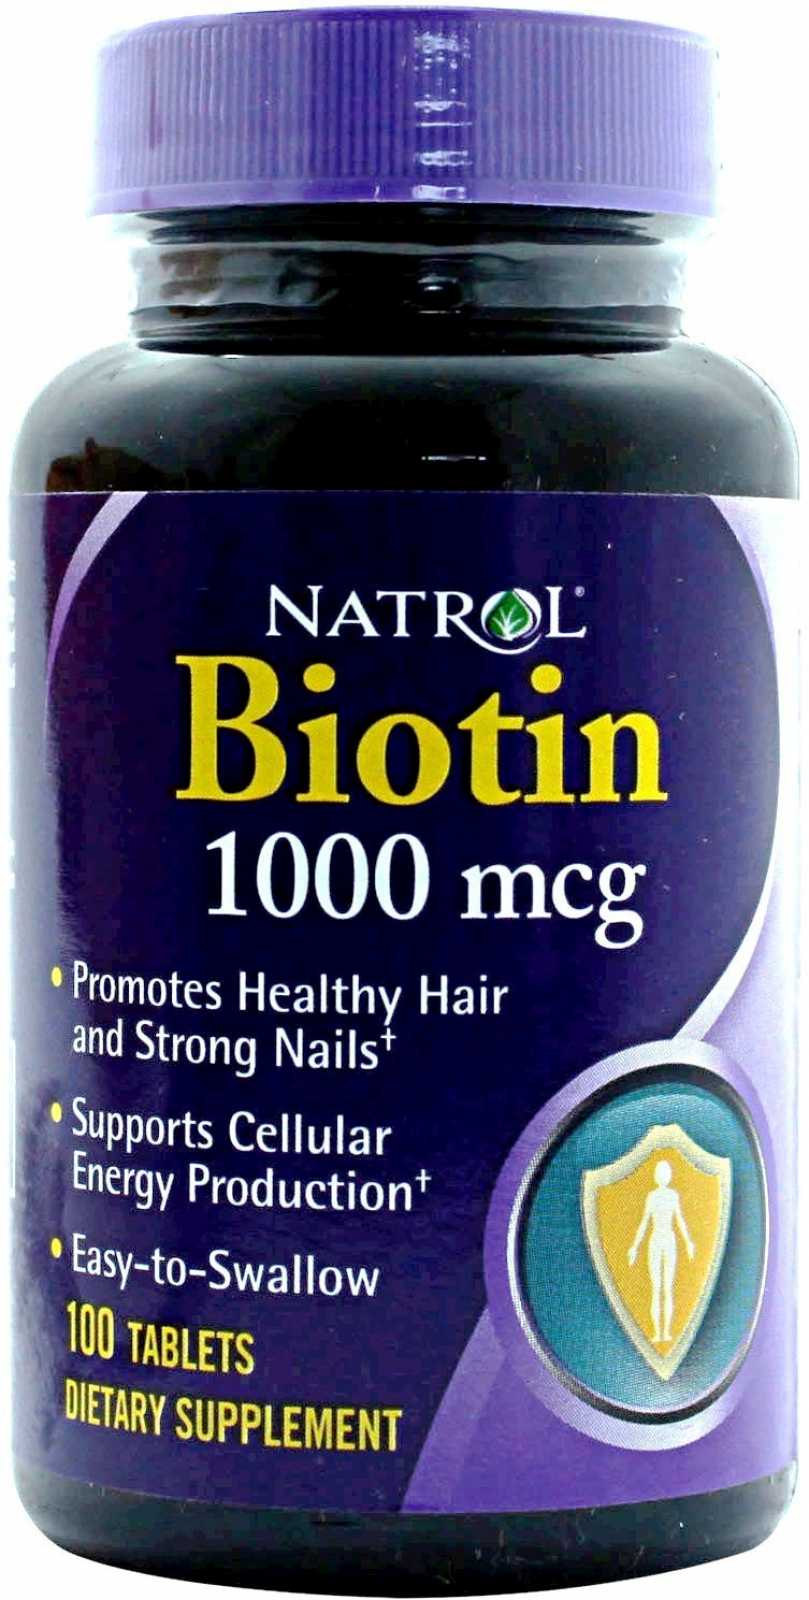 NATROL®
Biotin
1000 mcg
• Promotes Healthy Hair
and Strong Nails†
• Supports Cellular
Energy Production†
• Easy-to-Swallow
100 TABLETS
DIETARY SUPPLEMENT